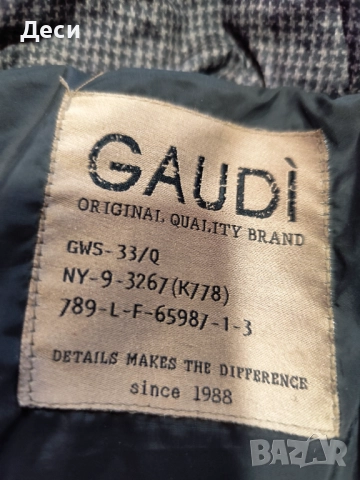 Деси
GAUDÌ
ORIGINAL QUALITY BRAND
GWS-33/Q
NY-9-3267(K778)
789-L-F-6598/-1-3
DETAILS MAKES THE DIFFERENCE
since 1988
BAZAR